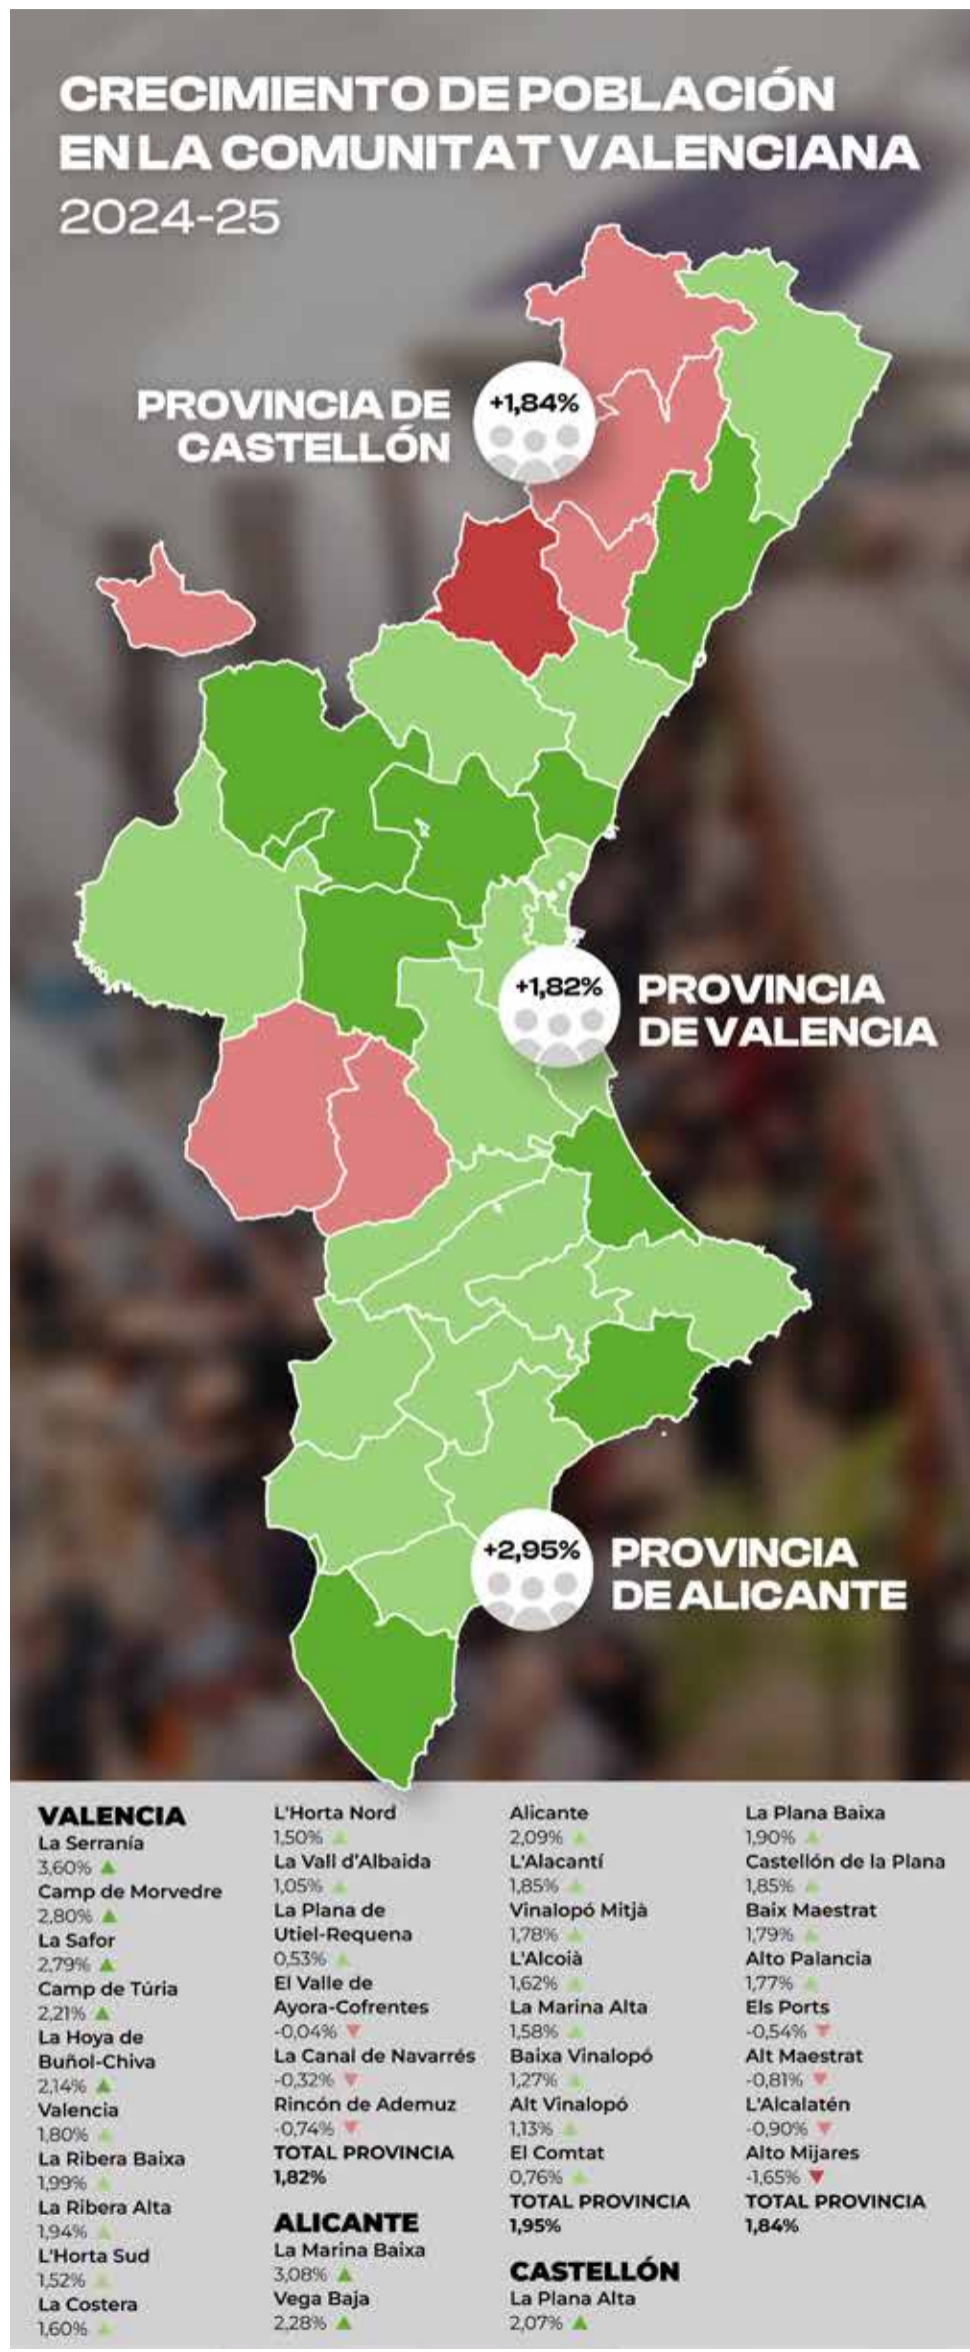 CRECIMIENTO DE POBLACIÓN
EN LA COMUNITAT VALENCIANA
2024-25
PROVINCIA DE
CASTELLÓN
+1,84%
+1,82%
PROVINCIA
DE VALENCIA
+2,95%
PROVINCIA
DE ALICANTE
VALENCIA
La Serranía
3,60%
Camp de Morvedre
2,80%
La Safor
2,79%
Camp de Túria
2,21%
La Hoya de
Buñol-Chiva
2,14%
Valencia
1,80%
La Ribera Baixa
1,99%
La Ribera Alta
1,94%
L'Horta Sud
1,52%
La Costera
1,60%
L'Horta Nord
1,50%
La Vall d'Albaida
1,05%
La Plana de
Utiel-Requena
0,53%
El Valle de
Ayora-Cofrentes
-0,04%
La Canal de Navarrés
-0,32%
Rincón de Ademuz
-0,74%
TOTAL PROVINCIA
1,82%
ALICANTE
La Marina Baixa
3,08%
Vega Baja
2,28%
Alicante
2,09%
L'Alacantí
1,85%
Vinalopó Mitjà
1,78%
L'Alcoià
1,62%
La Marina Alta
1,58%
Baixa Vinalopó
1,27%
Alt Vinalopó
1,13%
El Comtat
0,76%
TOTAL PROVINCIA
1,95%
CASTELLÓN
La Plana Alta
2,07%
La Plana Baixa
1,90%
Castellón de la Plana
1,85%
Baix Maestrat
1,79%
Alto Palancia
1,77%
Els Ports
-0,54%
Alt Maestrat
-0,81%
L'Alcalatén
-0,90%
Alto Mijares
-1,65%
TOTAL PROVINCIA
1,84%